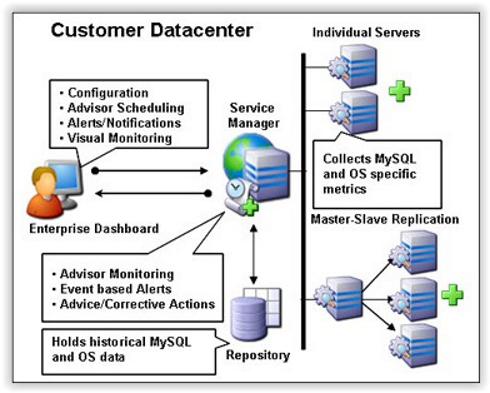 Customer Datacenter
Individual Servers
• Configuration
• Advisor Scheduling
• Alerts/Notifications
• Visual Monitoring
Service
Manager
Collects MySQL
and OS specific
metrics
Enterprise Dashboard
Master-Slave Replication
• Advisor Monitoring
• Event based Alerts
• Advice/Corrective Actions
Holds historical MySQL
and OS data
Repository